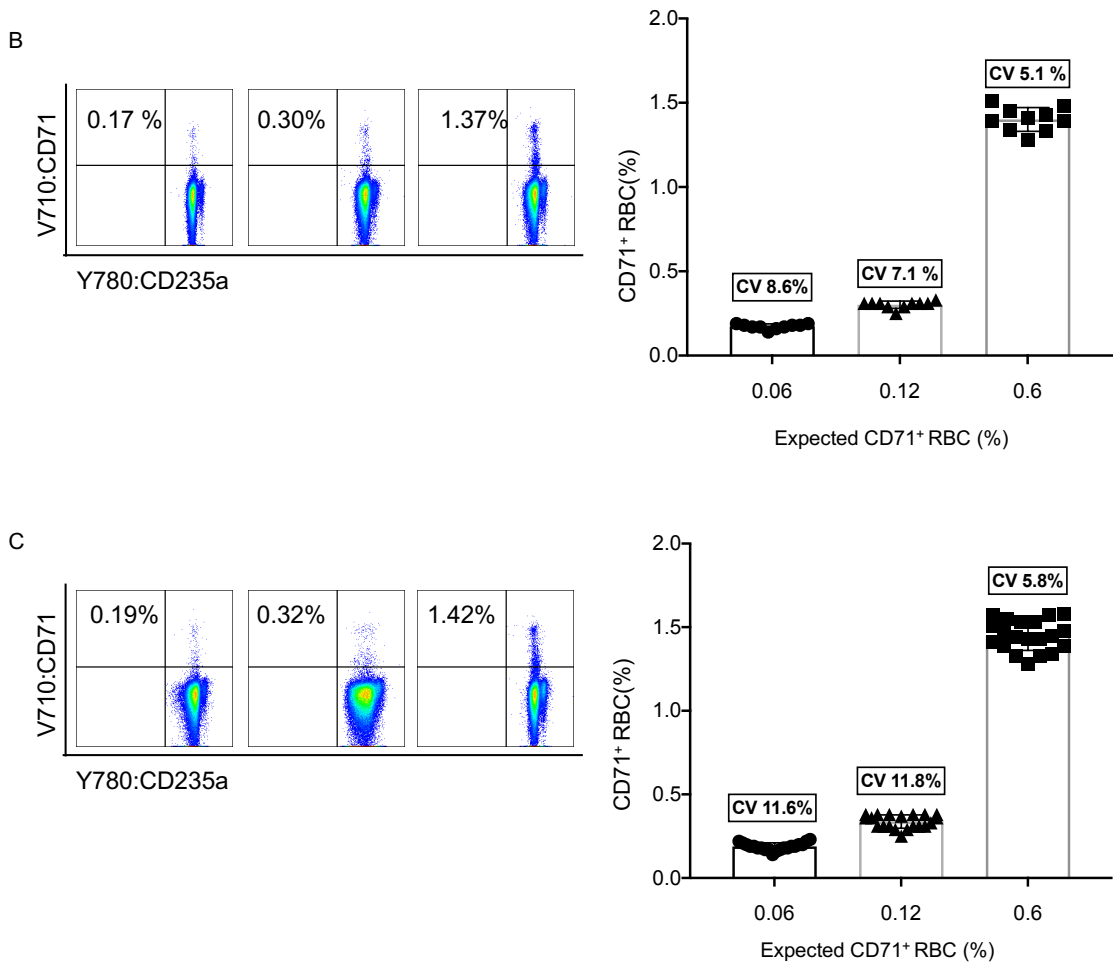 B
0.17 %
0.30%
1.37%
V710:CD71
Y780:CD235a
2.0
1.5
1.0
0.5
0.0
CD71⁺ RBC(%)
CV 8.6%
CV 7.1 %
CV 5.1 %
0.06
0.12
0.6
Expected CD71⁺ RBC (%)
C
0.19%
0.32%
1.42%
V710:CD71
Y780:CD235a
2.0
1.5
1.0
0.5
0.0
CD71⁺ RBC(%)
CV 11.6%
CV 11.8%
CV 5.8%
0.06
0.12
0.6
Expected CD71⁺ RBC (%)